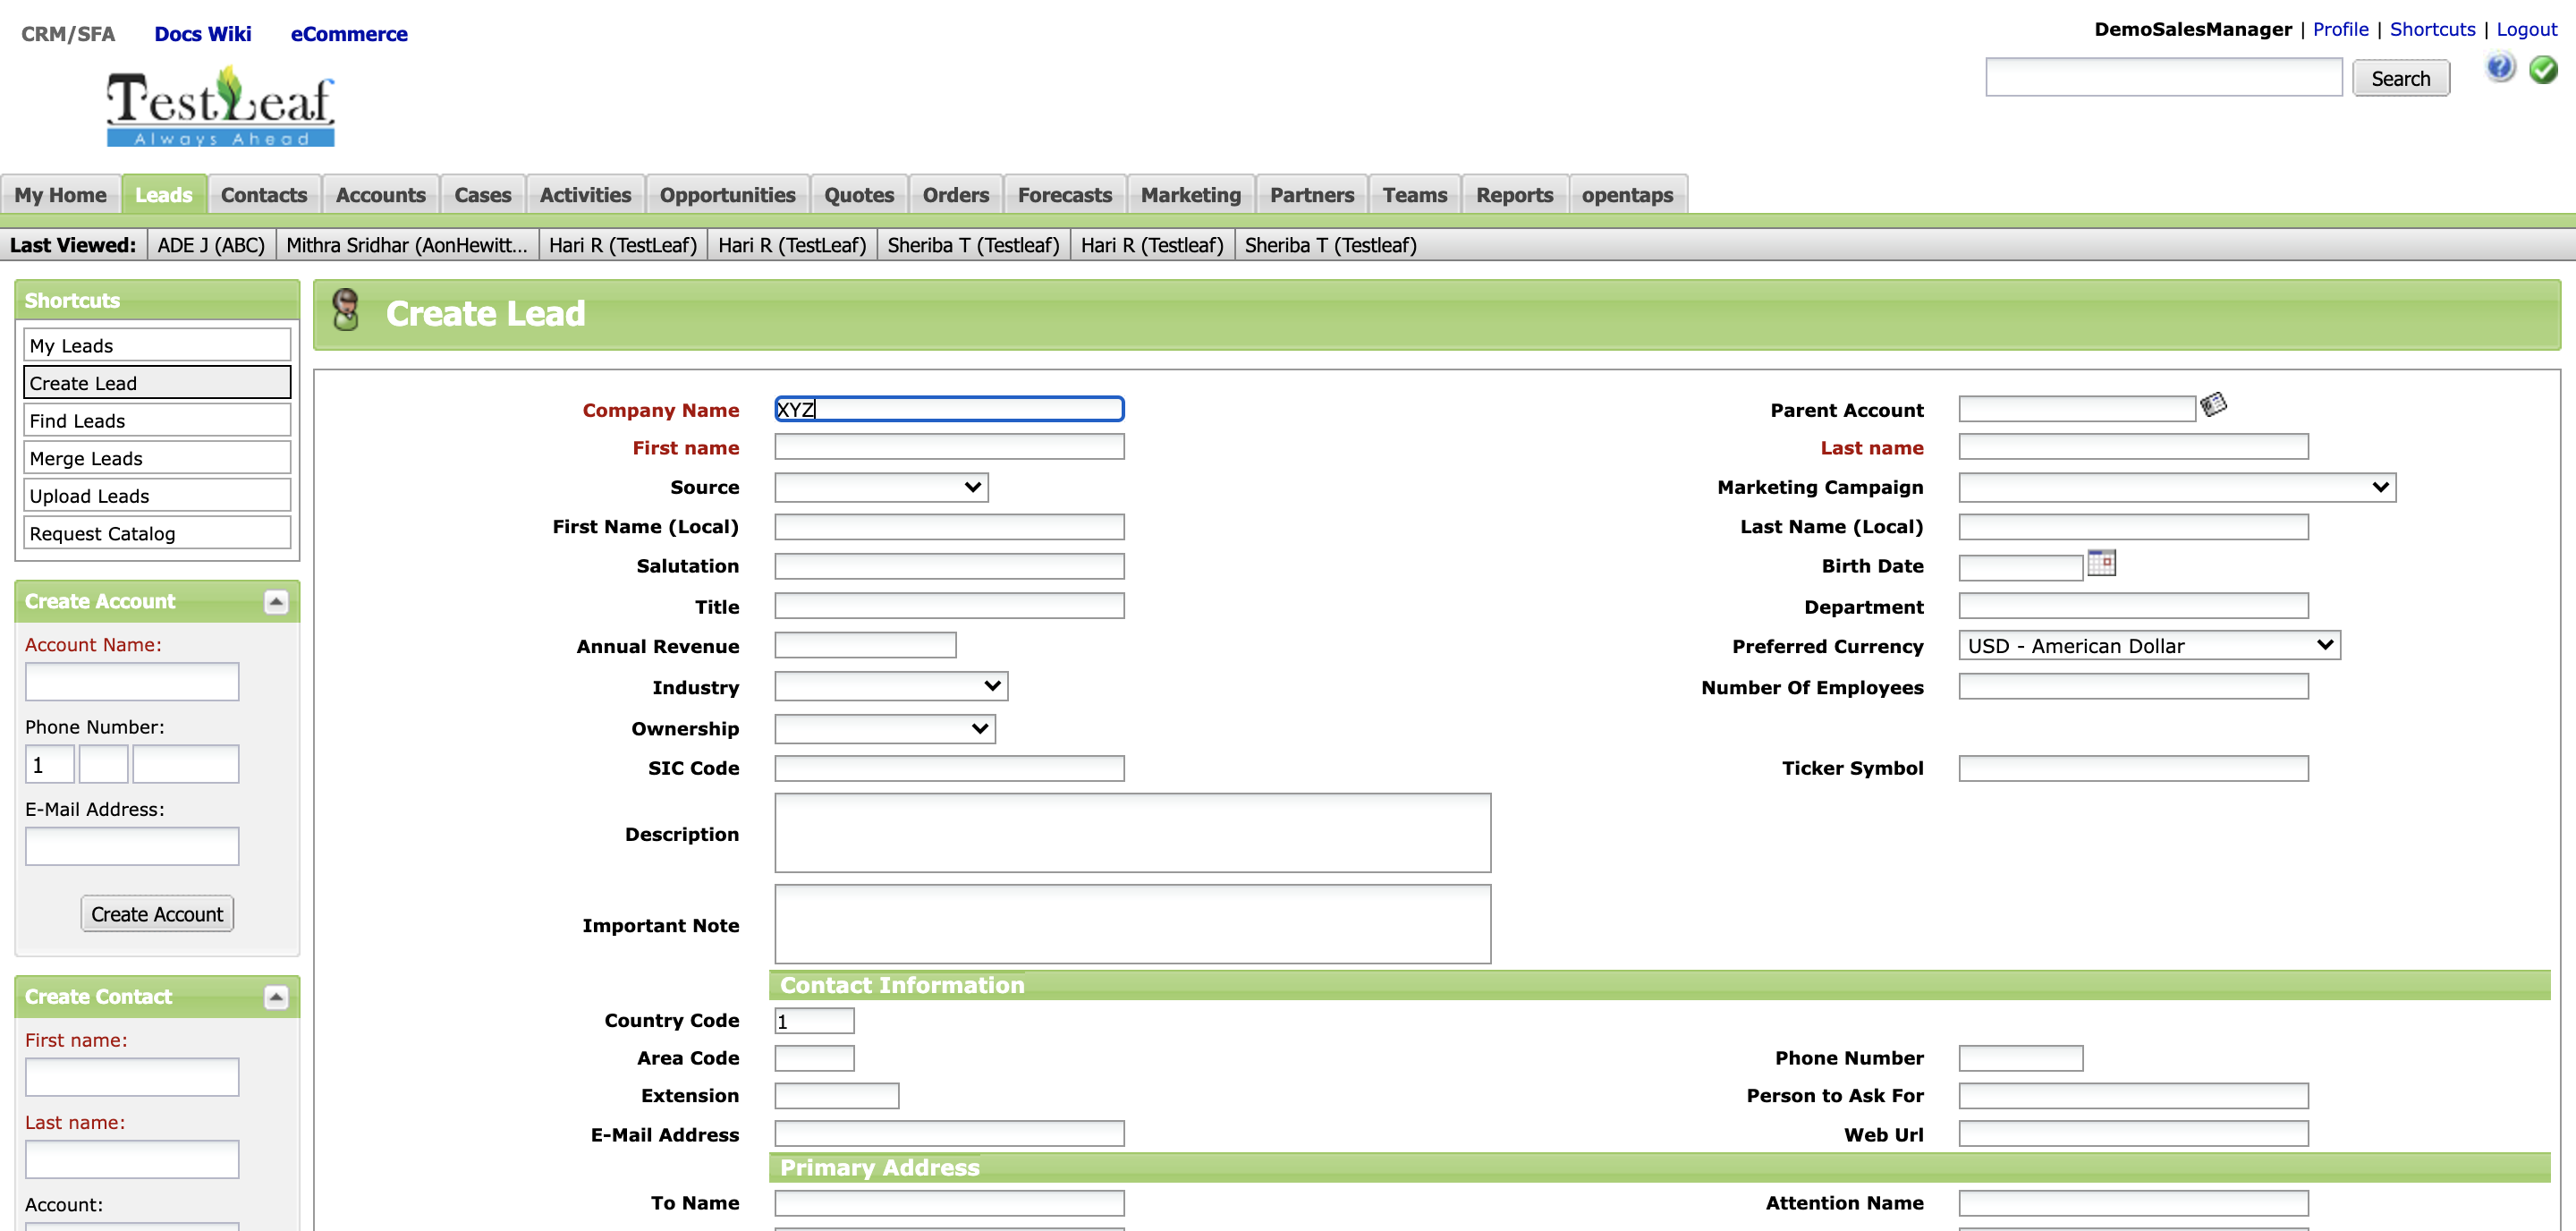 CRM/SFA Docs Wiki eCommerce
DemoSalesManager | Profile | Shortcuts | Logout
TestLeaf
Always Ahead
Search
?
My Home Leads Contacts Accounts Cases Activities Opportunities Quotes Orders Forecasts Marketing Partners Teams Reports opentaps
Last Viewed: ADE J (ABC) Mithra Sridhar (AonHewitt... Hari R (TestLeaf) Hari R (TestLeaf) Sheriba T (Testleaf) Hari R (Testleaf) Sheriba T (Testleaf)
Shortcuts
My Leads
Create Lead
Find Leads
Merge Leads
Upload Leads
Request Catalog
Create Account
Account Name:
Phone Number:
1
E-Mail Address:
Create Account
Create Contact
First name:
Last name:
Account:
Create Lead
Company Name XYZ Parent Account
First name Last name
Source Marketing Campaign
First Name (Local) Last Name (Local)
Salutation Birth Date
Title Department
Annual Revenue Preferred Currency USD - American Dollar
Industry Number Of Employees
Ownership
SIC Code Ticker Symbol
Description
Important Note
Contact Information
Country Code 1
Area Code Phone Number
Extension Person to Ask For
E-Mail Address Web Url
Primary Address
To Name Attention Name